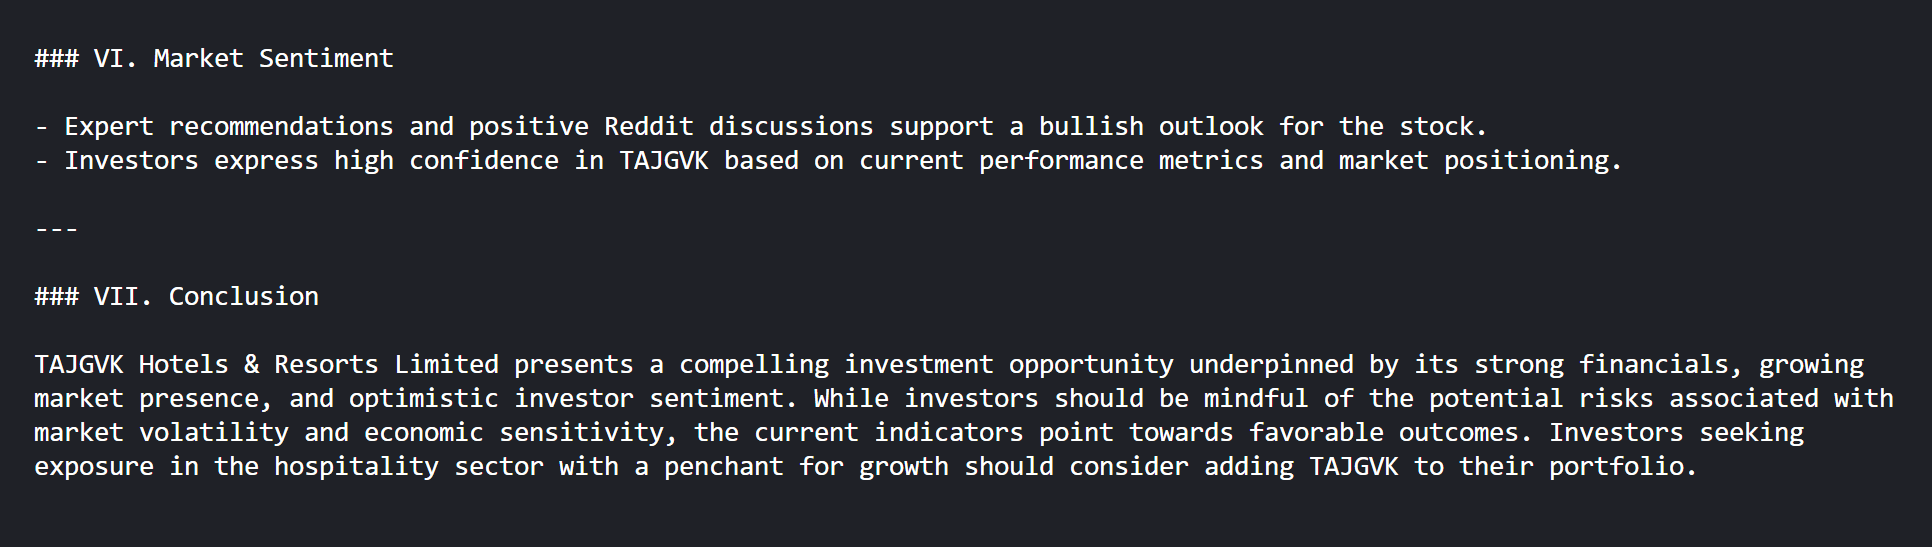 ### VI. Market Sentiment
- Expert recommendations and positive Reddit discussions support a bullish outlook for the stock.
- Investors express high confidence in TAJGVK based on current performance metrics and market positioning.
---
### VII. Conclusion
TAJGVK Hotels & Resorts Limited presents a compelling investment opportunity underpinned by its strong financials, growing
market presence, and optimistic investor sentiment. While investors should be mindful of the potential risks associated with
market volatility and economic sensitivity, the current indicators point towards favorable outcomes. Investors seeking
exposure in the hospitality sector with a penchant for growth should consider adding TAJGVK to their portfolio.